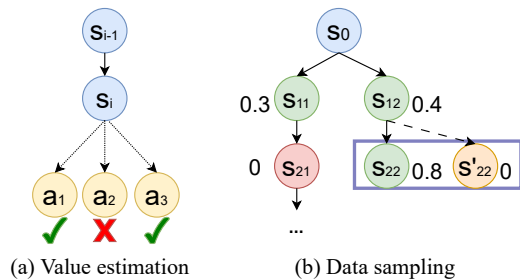 s_{i-1}
s_i
a_1 a_2 a_3
(a) Value estimation
s_0
0.3 s_{11} s_{12} 0.4
0 s_{21} s_{22} 0.8 s'_{22} 0
...
(b) Data sampling